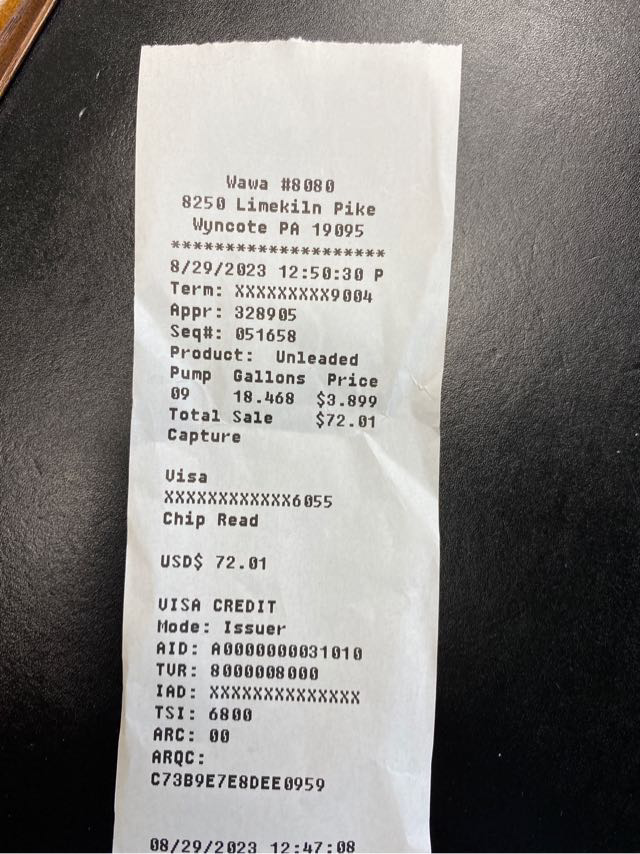 Wawa #8080
8250 Limekiln Pike
Wyncote PA 19095
********************
8/29/2023 12:50:30 P
Term: XXXXXXXXX9004
Appr: 328905
Seq#: 051658
Product: Unleaded
Pump Gallons Price
09 18.468 $3.899
Total Sale $72.01
Capture
Visa
XXXXXXXXXXXX6055
Chip Read
USD$ 72.01
VISA CREDIT
Mode: Issuer
AID: A0000000031010
TVR: 8000008000
IAD: XXXXXXXXXXXXXX
TSI: 6800
ARC: 00
ARQC:
C73B9E7E8DEE0959
08/29/2023 12:47:08